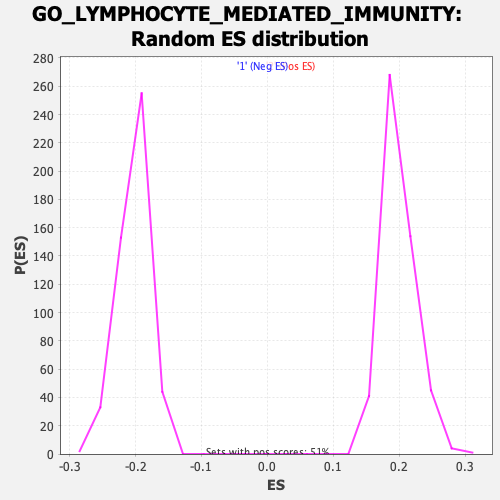 GO_LYMPHOCYTE_MEDIATED_IMMUNITY:
Random ES distribution
'1' (Neg ES)os ES)
280
260
240
220
200
180
160
140
120
100
80
60
40
20
0
P(ES)
Sets with pos scores: 51%
-0.3 -0.2 -0.1 0.0 0.1 0.2 0.3
ES